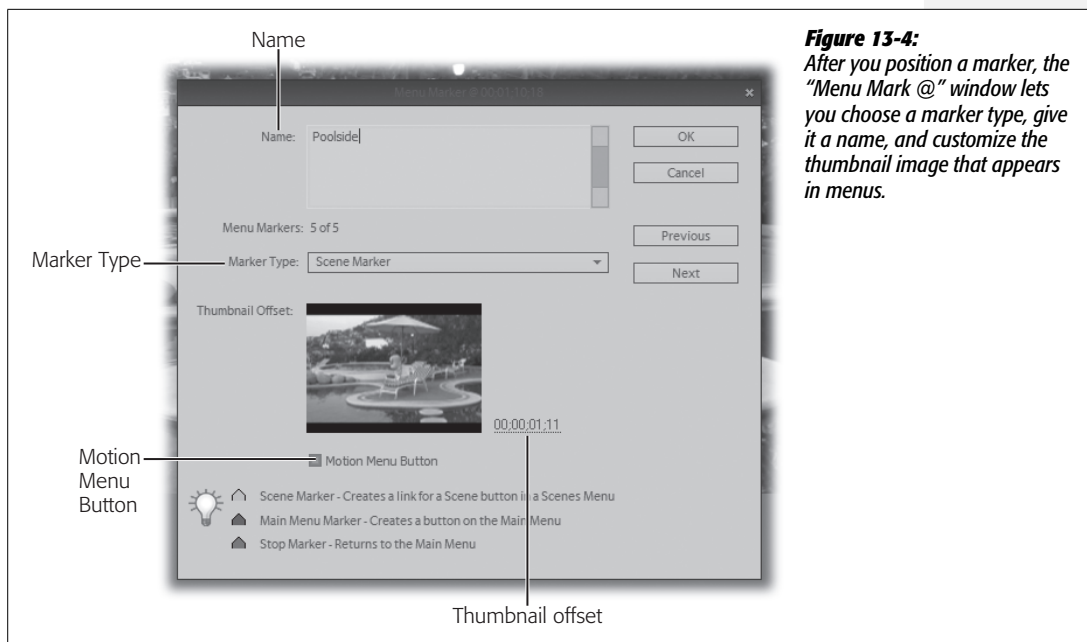 Name
Figure 13-4:
After you position a marker, the
“Menu Mark @” window lets
you choose a marker type, give
it a name, and customize the
thumbnail image that appears
in menus.
Menu Marker @ 00:01:10:18
Name: Poolside
OK
Cancel
Menu Markers: 5 of 5
Previous
Marker Type
Marker Type: Scene Marker
Next
Thumbnail Offset:
00;00;01;11
Motion
Menu
Button
Motion Menu Button
Scene Marker - Creates a link for a Scene button in a Scenes Menu
Main Menu Marker - Creates a button on the Main Menu
Stop Marker - Returns to the Main Menu
Thumbnail offset